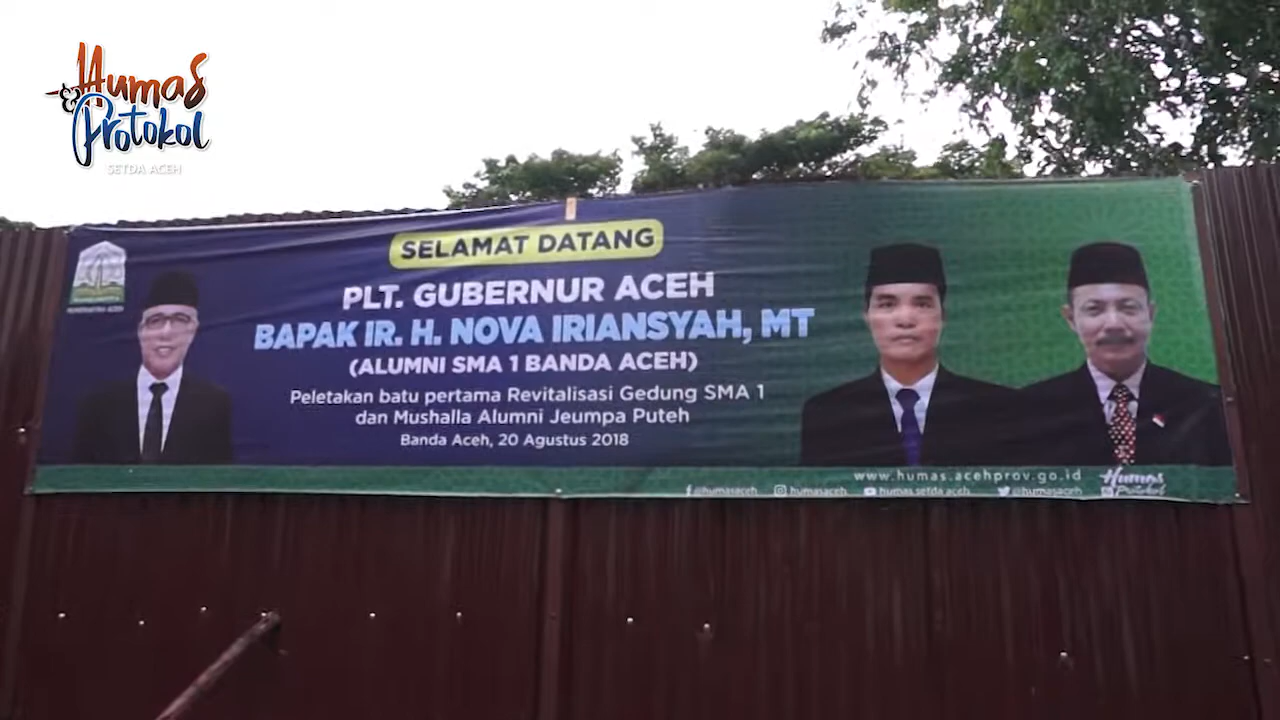 Humas
& Protokol
SETDA ACEH
SELAMAT DATANG
PLT. GUBERNUR ACEH
BAPAK IR. H. NOVA IRIANSYAH, MT
(ALUMNI SMA 1 BANDA ACEH)
Peletakan batu pertama Revitalisasi Gedung SMA 1
dan Mushalla Alumni Jeumpa Puteh
Banda Aceh, 20 Agustus 2018
www.humas.acehprov.go.id
@humasaceh humasaceh humas.setda.aceh @humasaceh
Humas
Protokol